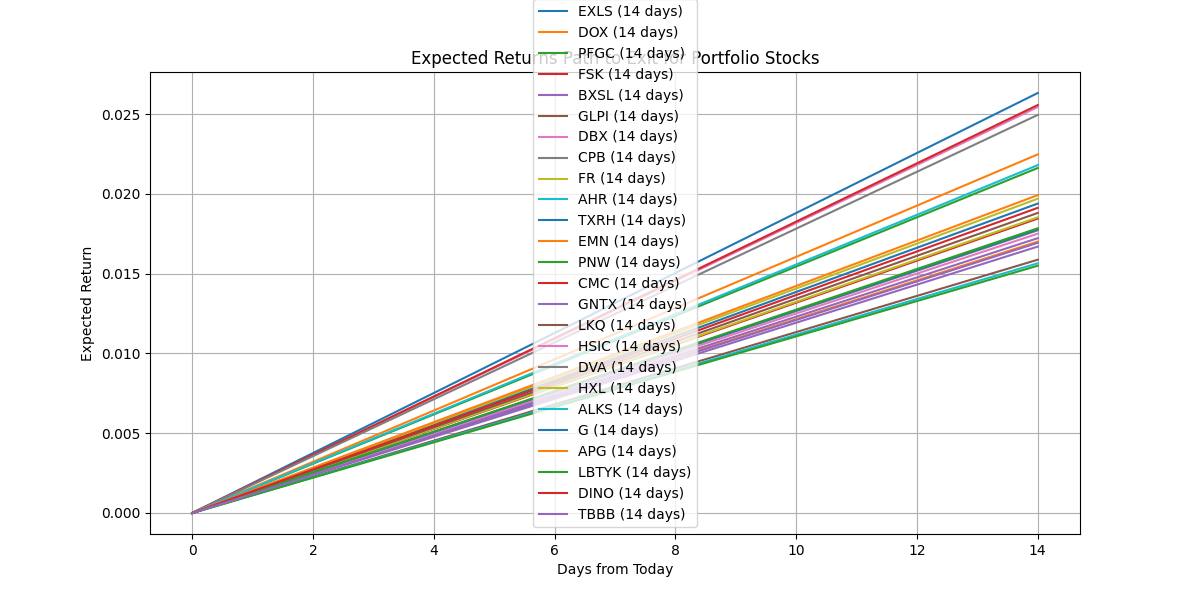 EXLS (14 days)
DOX (14 days)
PFGC (14 days)
Expected Returns Path to Exit for Portfolio Stocks
FSK (14 days)
BXSL (14 days)
GLPI (14 days)
DBX (14 days)
CPB (14 days)
FR (14 days)
AHR (14 days)
TXRH (14 days)
EMN (14 days)
PNW (14 days)
CMC (14 days)
GNTX (14 days)
LKQ (14 days)
HSIC (14 days)
DVA (14 days)
HXL (14 days)
ALKS (14 days)
G (14 days)
APG (14 days)
LBTYK (14 days)
DINO (14 days)
TBBB (14 days)
Expected Return
0.025
0.020
0.015
0.010
0.005
0.000
0 2 4 6 8 10 12 14
Days from Today